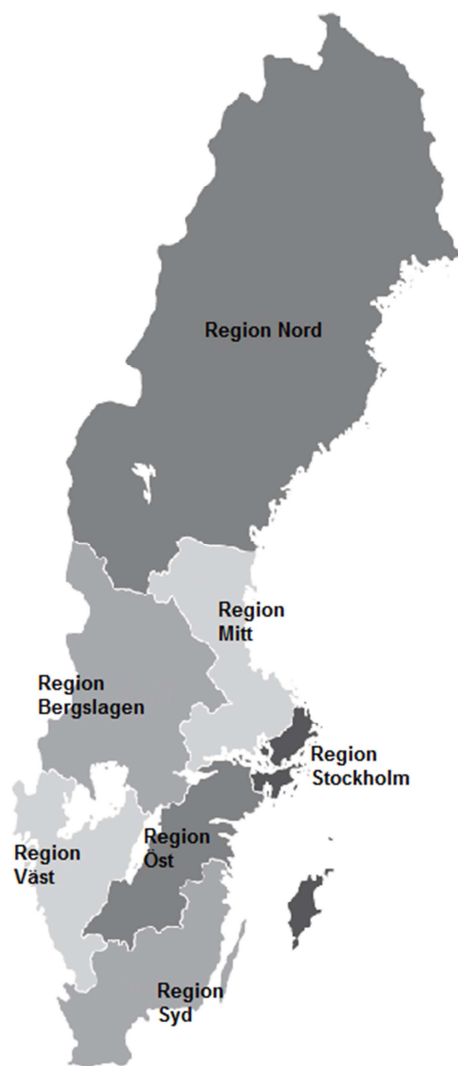 Region Nord
Region
Mitt
Region
Bergslagen
Region
Stockholm
Region
Väst
Region
Öst
Region
Syd